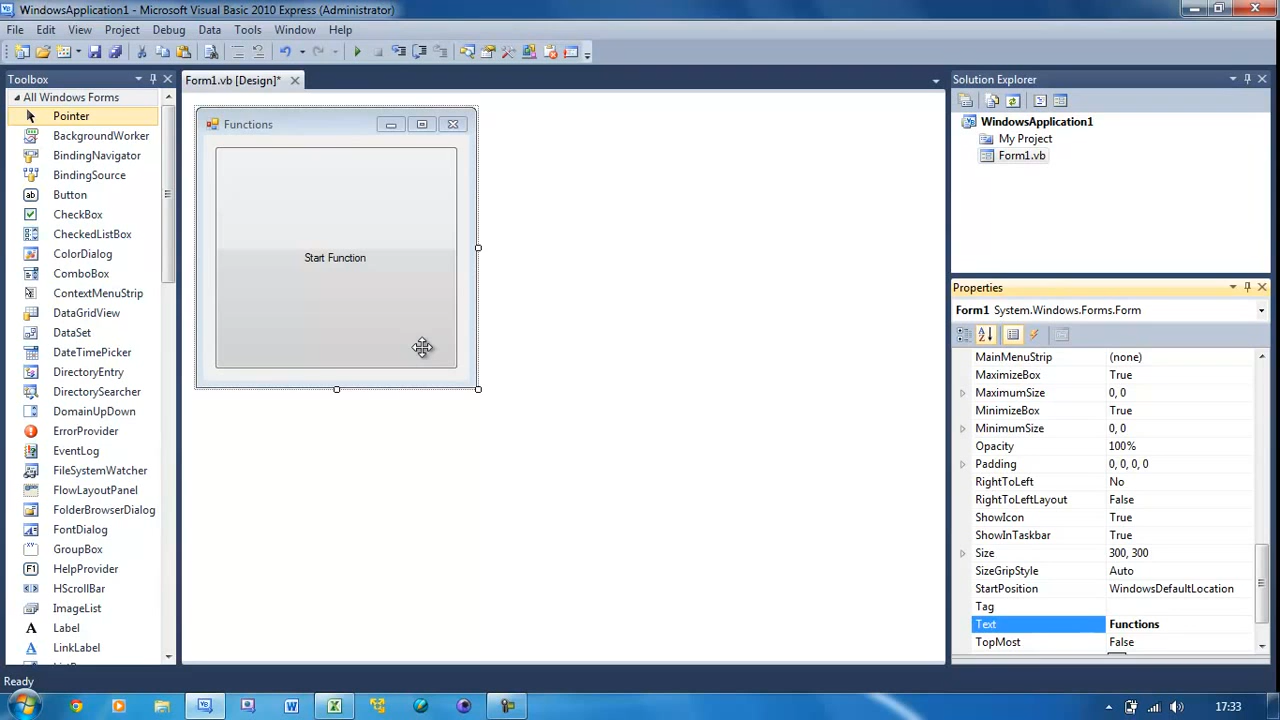 WindowsApplication1 - Microsoft Visual Basic 2010 Express (Administrator)
File Edit View Project Debug Data Tools Window Help
Toolbox
All Windows Forms
Pointer
BackgroundWorker
BindingNavigator
BindingSource
Button
CheckBox
CheckedListBox
ColorDialog
ComboBox
ContextMenuStrip
DataGridView
DataSet
DateTimePicker
DirectoryEntry
DirectorySearcher
DomainUpDown
ErrorProvider
EventLog
FileSystemWatcher
FlowLayoutPanel
FolderBrowserDialog
FontDialog
GroupBox
HelpProvider
HScrollBar
ImageList
Label
LinkLabel
Form1.vb [Design]*
Functions
Start Function
Solution Explorer
WindowsApplication1
My Project
Form1.vb
Properties
Form1 System.Windows.Forms.Form
MainMenuStrip (none)
MaximizeBox True
MaximumSize 0, 0
MinimizeBox True
MinimumSize 0, 0
Opacity 100%
Padding 0, 0, 0, 0
RightToLeft No
RightToLeftLayout False
ShowIcon True
ShowInTaskbar True
Size 300, 300
SizeGripStyle Auto
StartPosition WindowsDefaultLocation
Tag
Text Functions
TopMost False
Ready
17:33